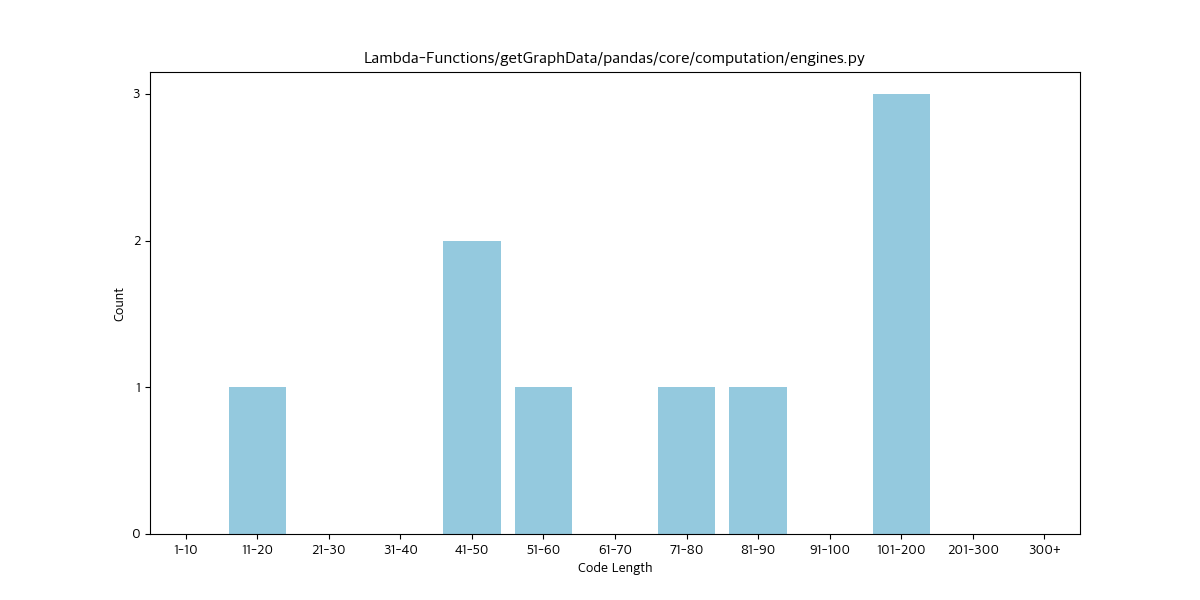 Lambda-Functions/getGraphData/pandas/core/computation/engines.py
3
2
1
0
Count
1-10 11-20 21-30 31-40 41-50 51-60 61-70 71-80 81-90 91-100 101-200 201-300 300+
Code Length